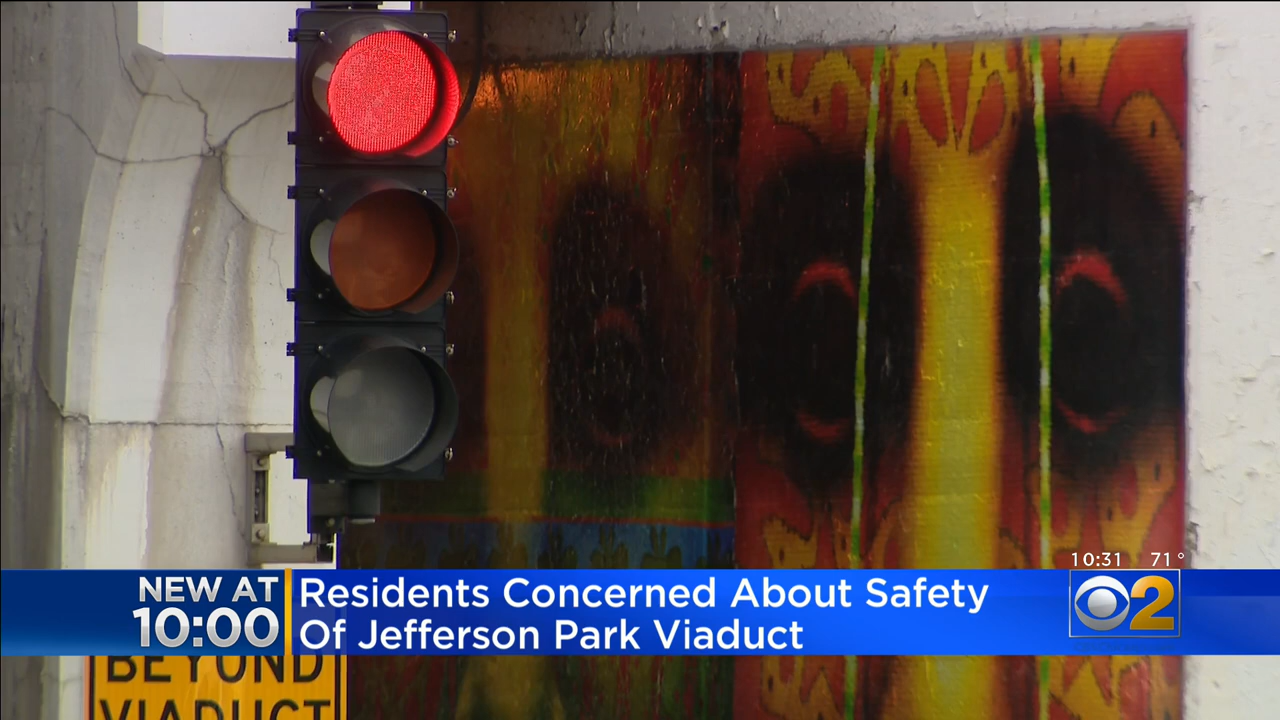 10:31 71°
NEW AT
10:00
Residents Concerned About Safety
Of Jefferson Park Viaduct
2
BEYOND
VIADUCT